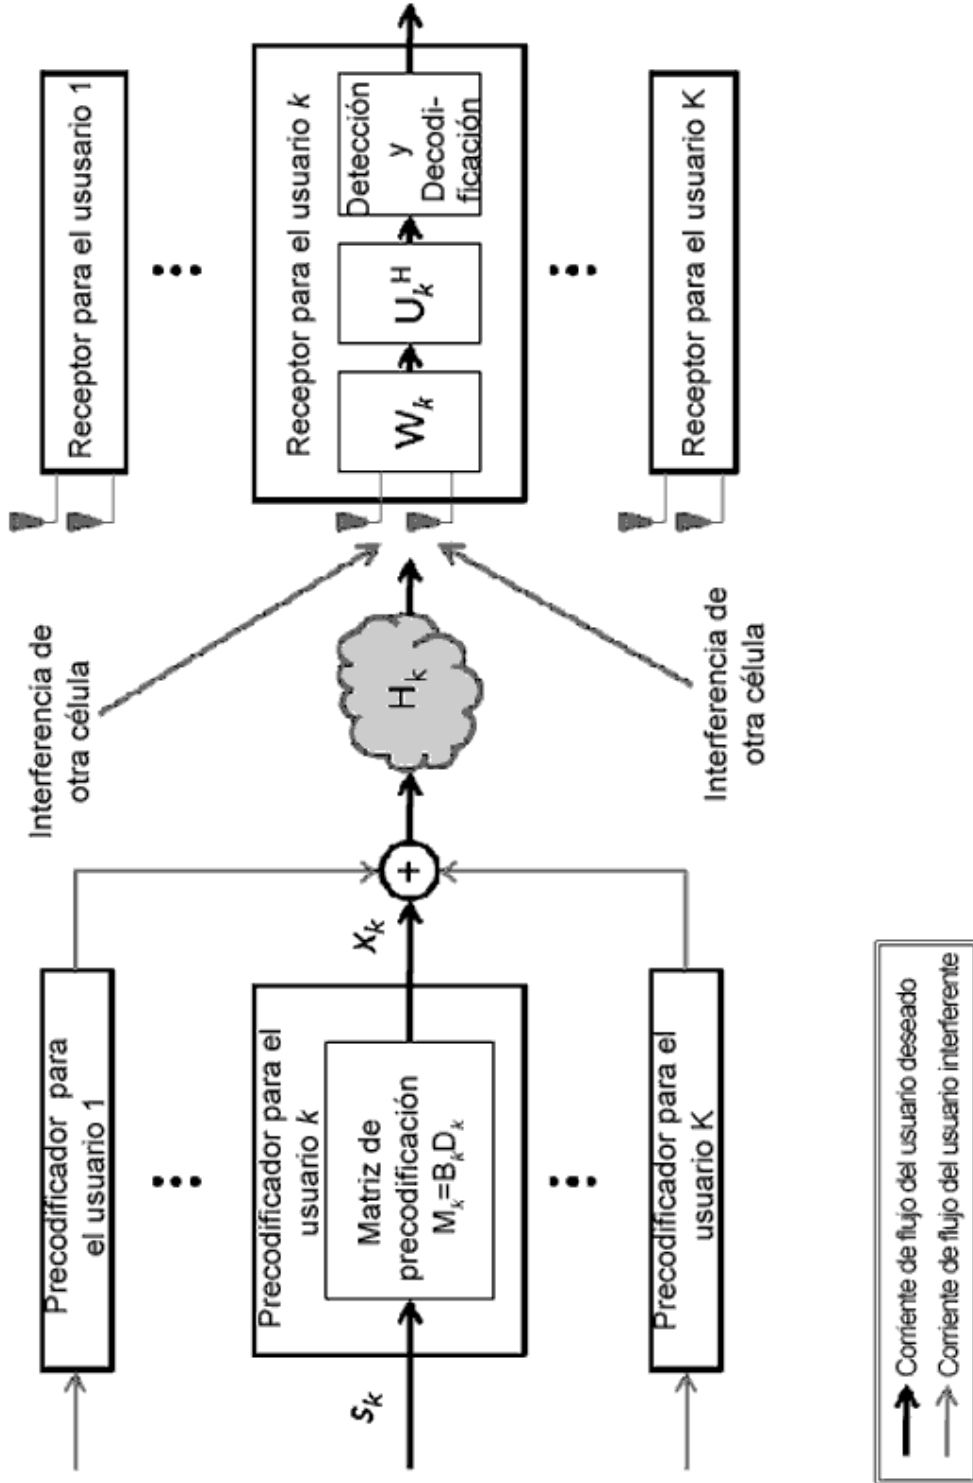 Precodificador para
el usuario 1
Precodificador para el
usuario k
Matriz de
precodificación
Mₖ=BₖDₖ
Precodificador para el
usuario K
sₖ
xₖ
+
Hₖ
Interferencia de
otra célula
Interferencia de
otra célula
Receptor para el ususario 1
Receptor para el usuario k
Wₖ
Uₖᴴ
Detección
y
Decodi-
ficación
Receptor para el usuario K
Corriente de flujo del usuario deseado
Corriente de flujo del usuario interferente